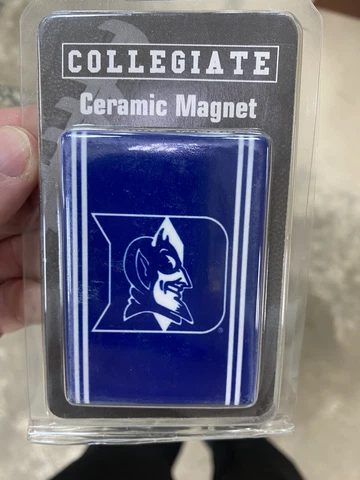 COLLEGIATE
Ceramic Magnet
D
®